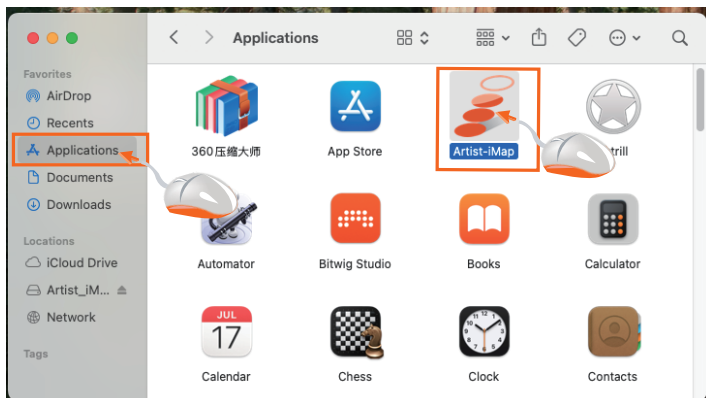 Applications
Favorites
AirDrop
Recents
Applications
Documents
Downloads
Locations
iCloud Drive
Artist_iM...
Network
Tags
360压缩大师
App Store
Artist-iMap
trill
Automator
Bitwig Studio
Books
Calculator
JUL
17
Calendar
Chess
Clock
Contacts